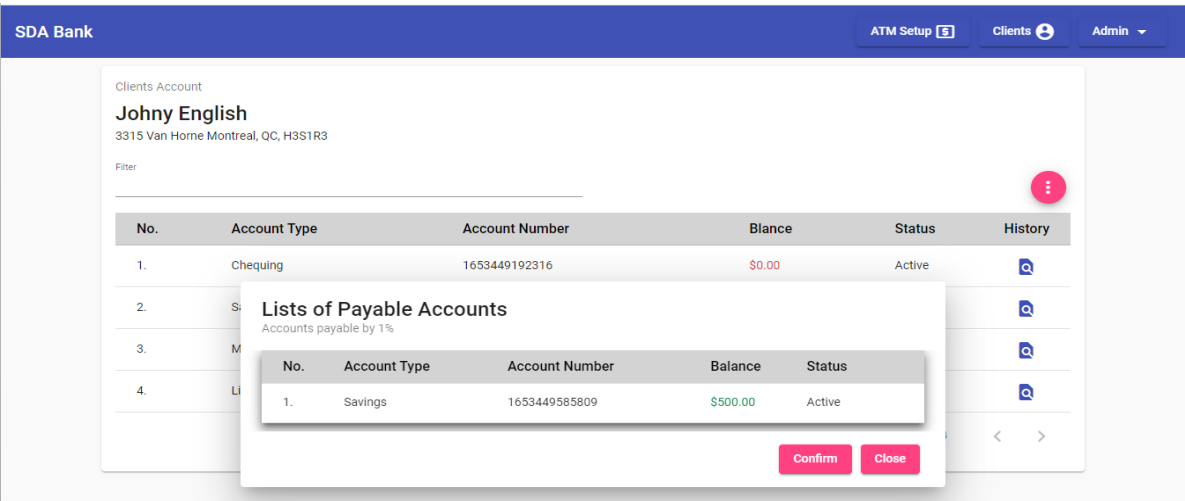 SDA Bank ATM Setup Clients Admin
Clients Account
Johny English
3315 Van Horne Montreal, QC, H3S1R3
Filter
No. Account Type Account Number Blance Status History
1. Chequing 1653449192316 $0.00 Active
2.
3.
4.
Lists of Payable Accounts
Accounts payable by 1%
No. Account Type Account Number Balance Status
1. Savings 1653449585809 $500.00 Active
Confirm Close